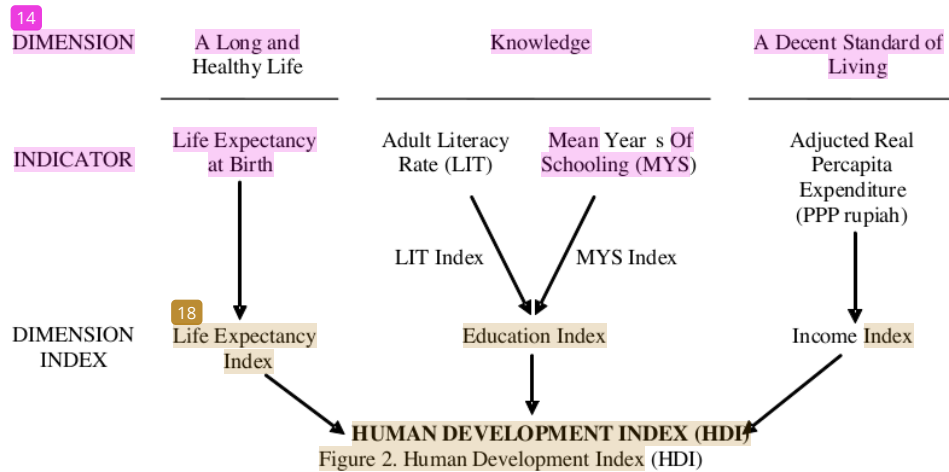 14
DIMENSION
A Long and
Healthy Life
Knowledge
A Decent Standard of
Living
INDICATOR
Life Expectancy
at Birth
Adult Literacy
Rate (LIT)
Mean Year s Of
Schooling (MYS)
Adjucted Real
Percapita
Expenditure
(PPP rupiah)
LIT Index
MYS Index
18
DIMENSION
INDEX
Life Expectancy
Index
Education Index
Income Index
HUMAN DEVELOPMENT INDEX (HDI)
Figure 2. Human Development Index (HDI)